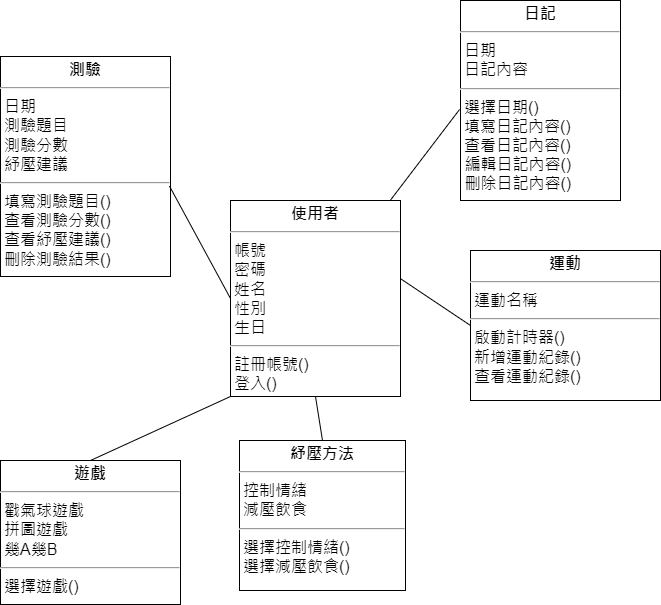 日記
日期
日記內容
選擇日期()
填寫日記內容()
查看日記內容()
編輯日記內容()
刪除日記內容()
測驗
日期
測驗題目
測驗分數
紓壓建議
填寫測驗題目()
查看測驗分數()
查看紓壓建議()
刪除測驗結果()
使用者
帳號
密碼
姓名
性別
生日
註冊帳號()
登入()
運動
運動名稱
啟動計時器()
新增運動紀錄()
查看運動紀錄()
遊戲
戳氣球遊戲
拼圖遊戲
幾A幾B
選擇遊戲()
紓壓方法
控制情緒
減壓飲食
選擇控制情緒()
選擇減壓飲食()